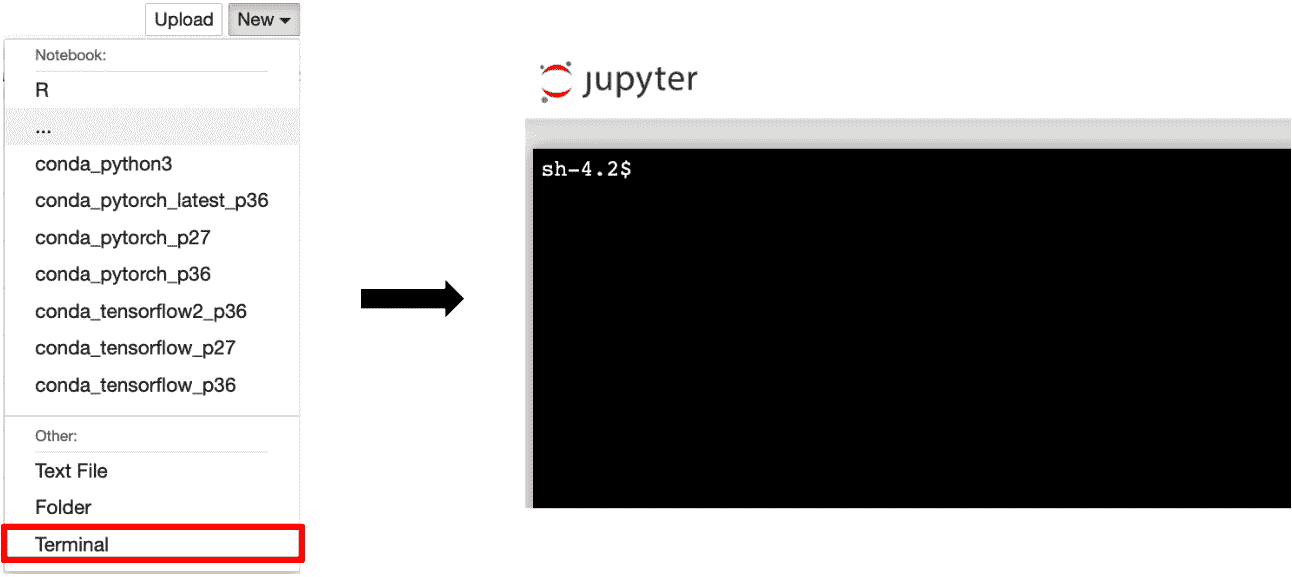 Upload New
Notebook:
R
...
conda_python3
conda_pytorch_latest_p36
conda_pytorch_p27
conda_pytorch_p36
conda_tensorflow2_p36
conda_tensorflow_p27
conda_tensorflow_p36
Other:
Text File
Folder
Terminal
jupyter
sh-4.2$